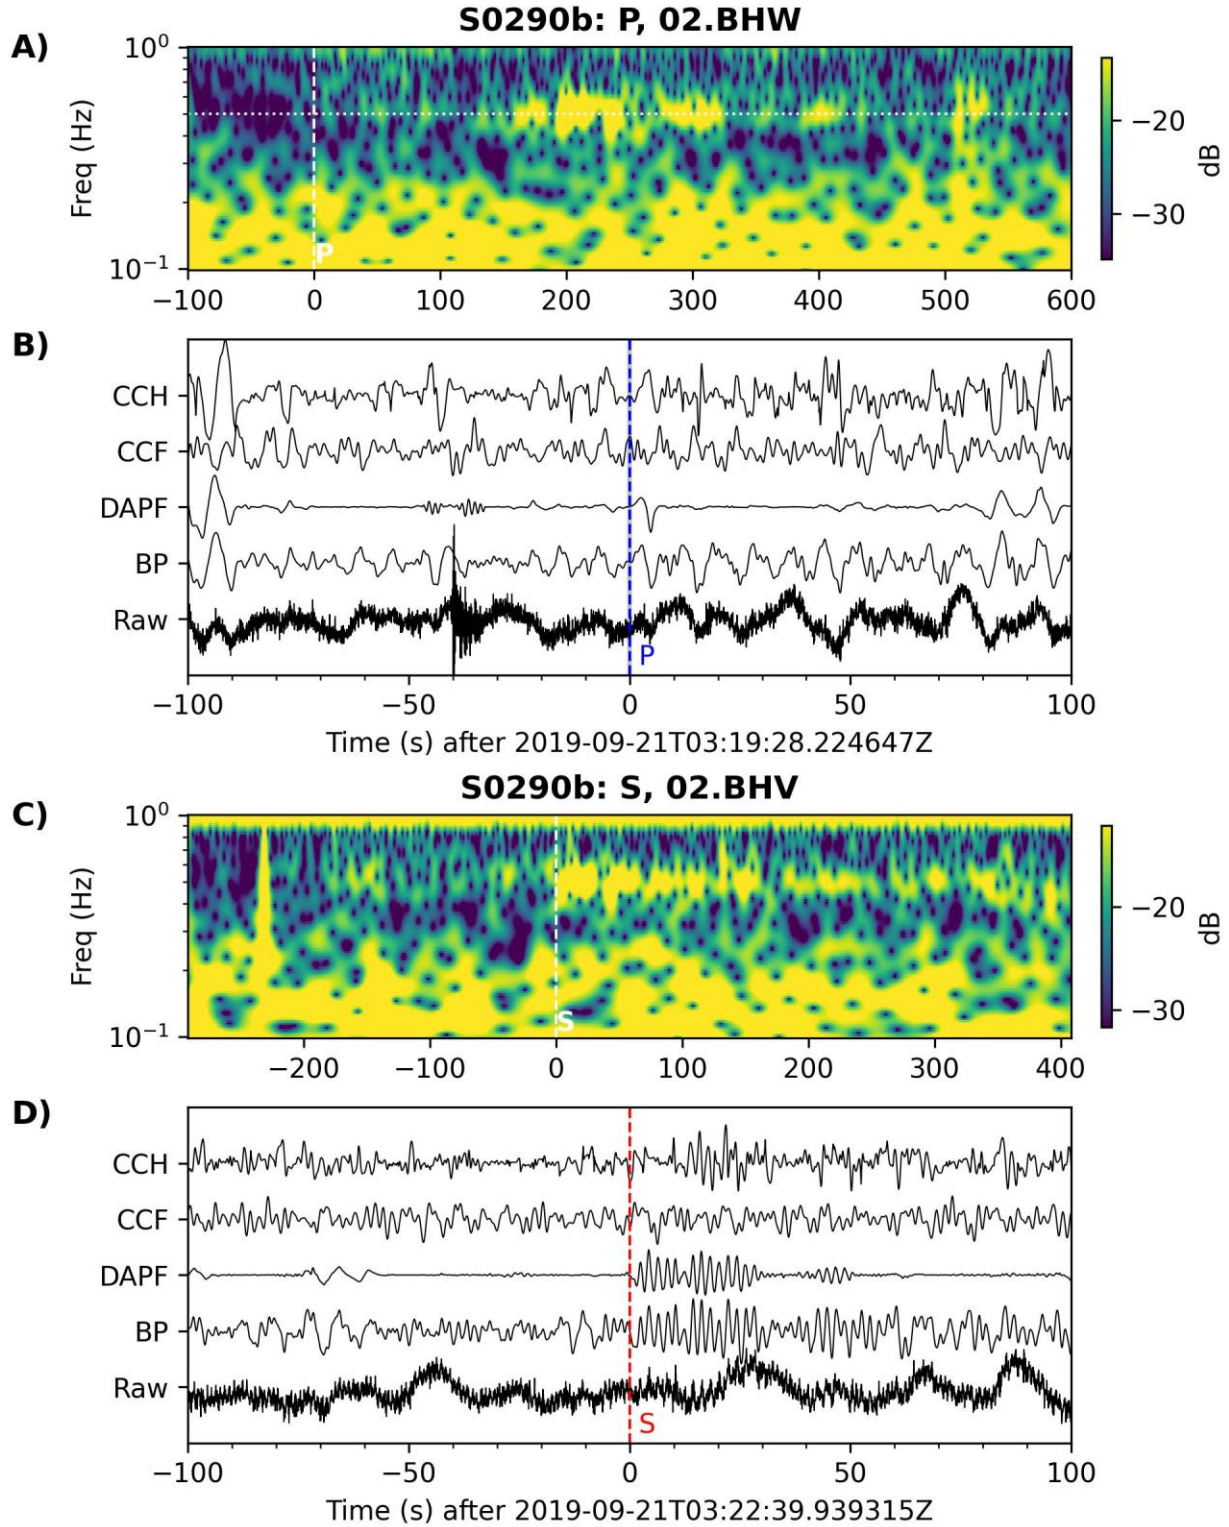 S0290b: P, 02.BHW
A)
10⁰
Freq (Hz)
10⁻¹
P
−100 0 100 200 300 400 500 600
−20
−30
dB
B)
CCH
CCF
DAPF
BP
Raw
P
−100 −50 0 50 100
Time (s) after 2019-09-21T03:19:28.224647Z
S0290b: S, 02.BHV
C)
10⁰
Freq (Hz)
10⁻¹
S
−200 −100 0 100 200 300 400
−20
−30
dB
D)
CCH
CCF
DAPF
BP
Raw
S
−100 −50 0 50 100
Time (s) after 2019-09-21T03:22:39.939315Z